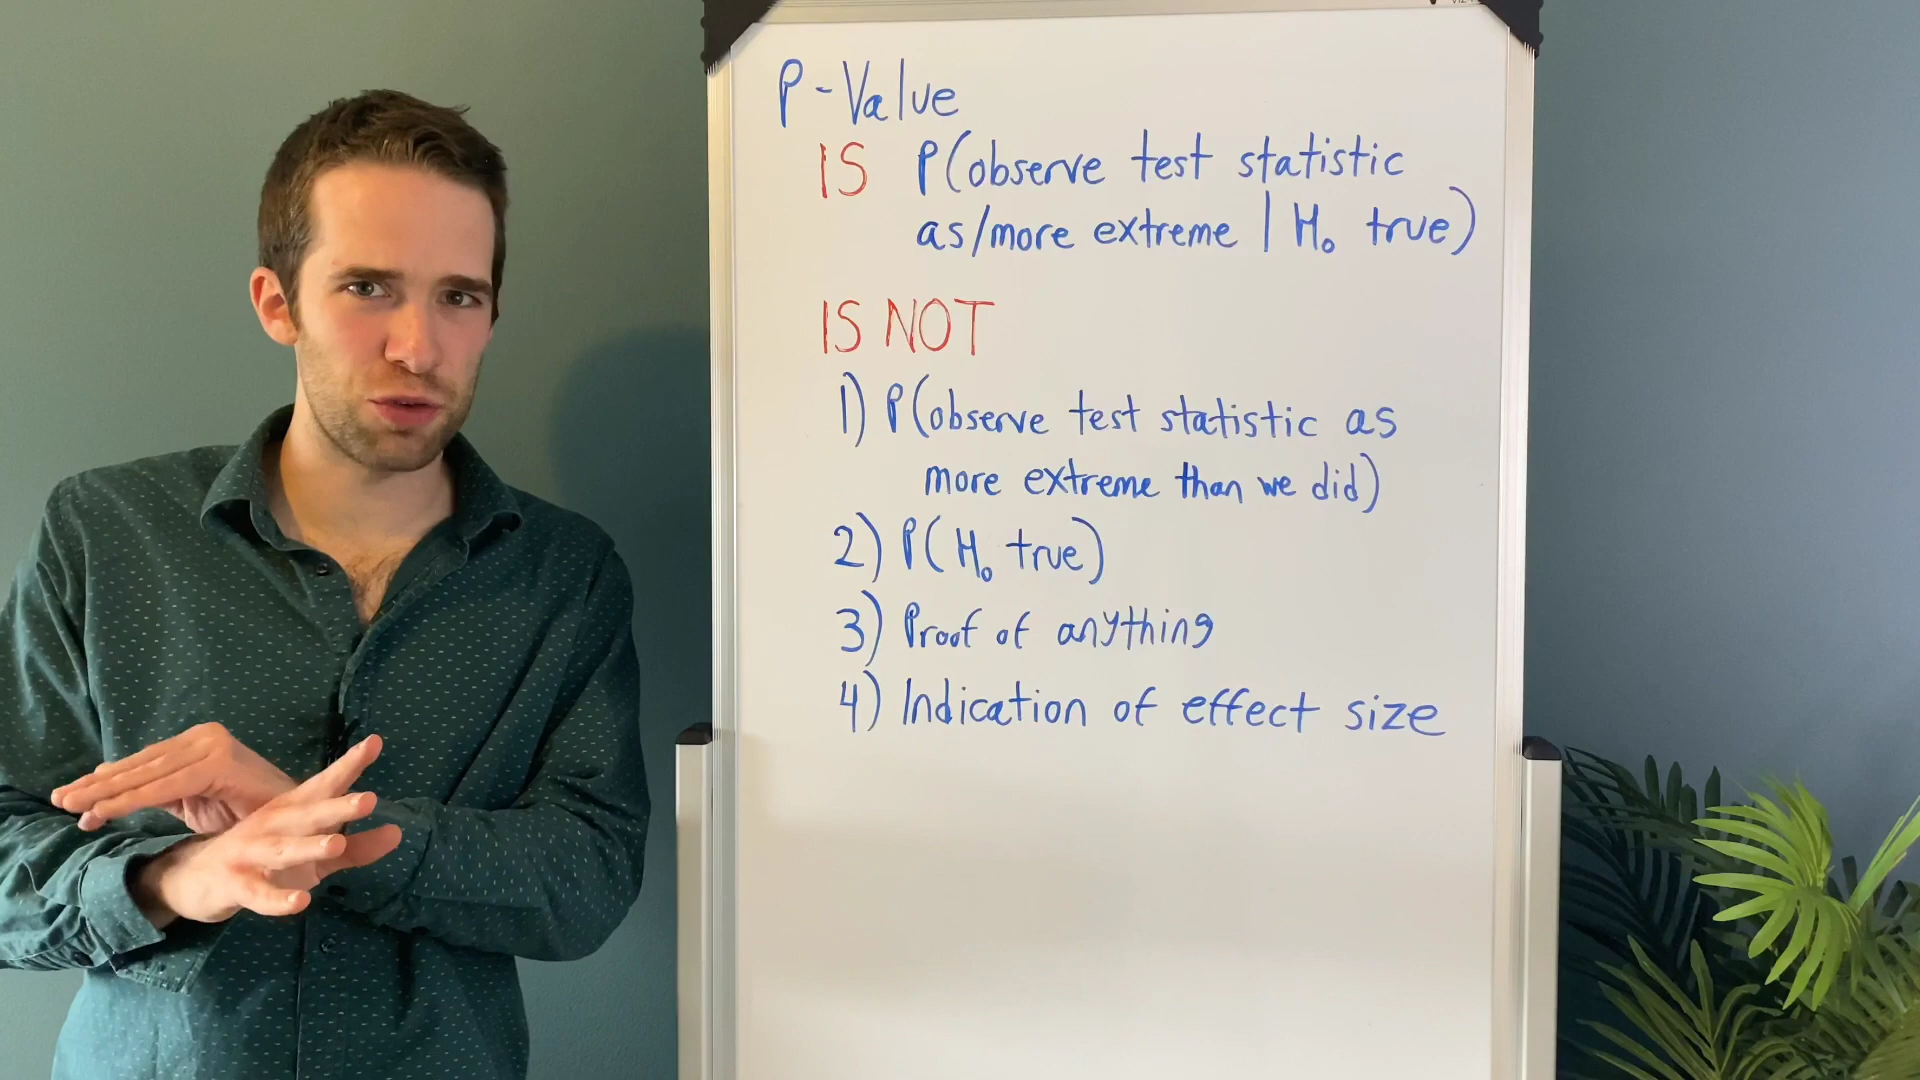 P-Value
IS P(observe test statistic
as/more extreme | H₀ true)
IS NOT
1) P(observe test statistic as
more extreme than we did)
2) P(H₀ true)
3) Proof of anything
4) Indication of effect size